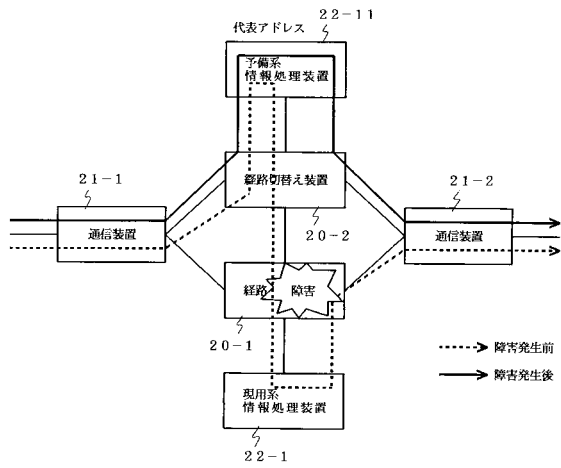 22-11
代表アドレス
予備系
情報処理装置
21-1
経路切替え装置
21-2
通信装置
通信装置
20-2
経路
障害
20-1
障害発生前
障害発生後
現用系
情報処理装置
22-1